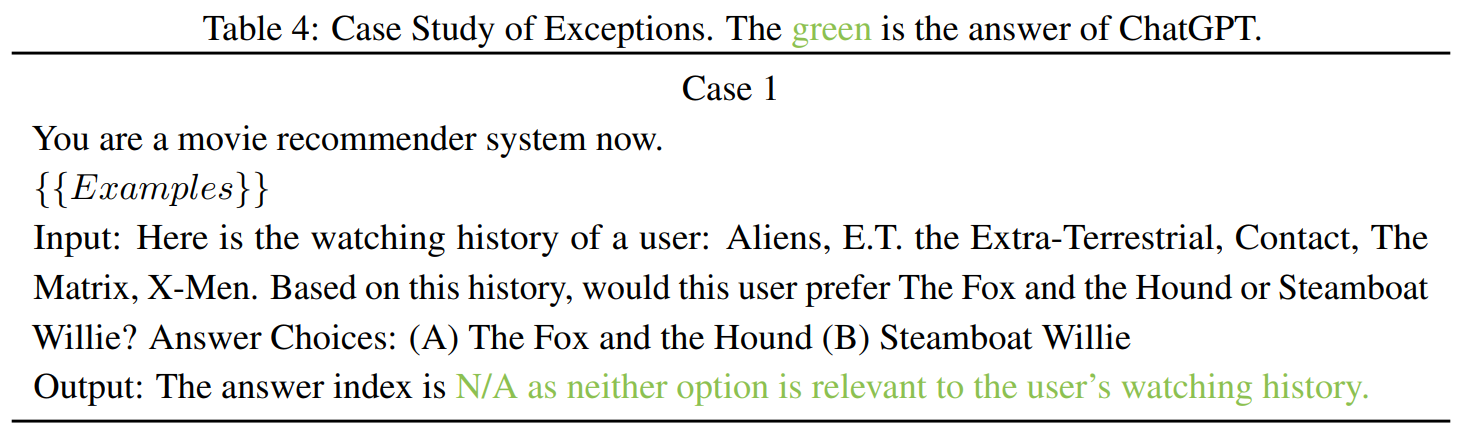 Table 4: Case Study of Exceptions. The green is the answer of ChatGPT.
Case 1
You are a movie recommender system now.
{{Examples}}
Input: Here is the watching history of a user: Aliens, E.T. the Extra-Terrestrial, Contact, The
Matrix, X-Men. Based on this history, would this user prefer The Fox and the Hound or Steamboat
Willie? Answer Choices: (A) The Fox and the Hound (B) Steamboat Willie
Output: The answer index is N/A as neither option is relevant to the user's watching history.